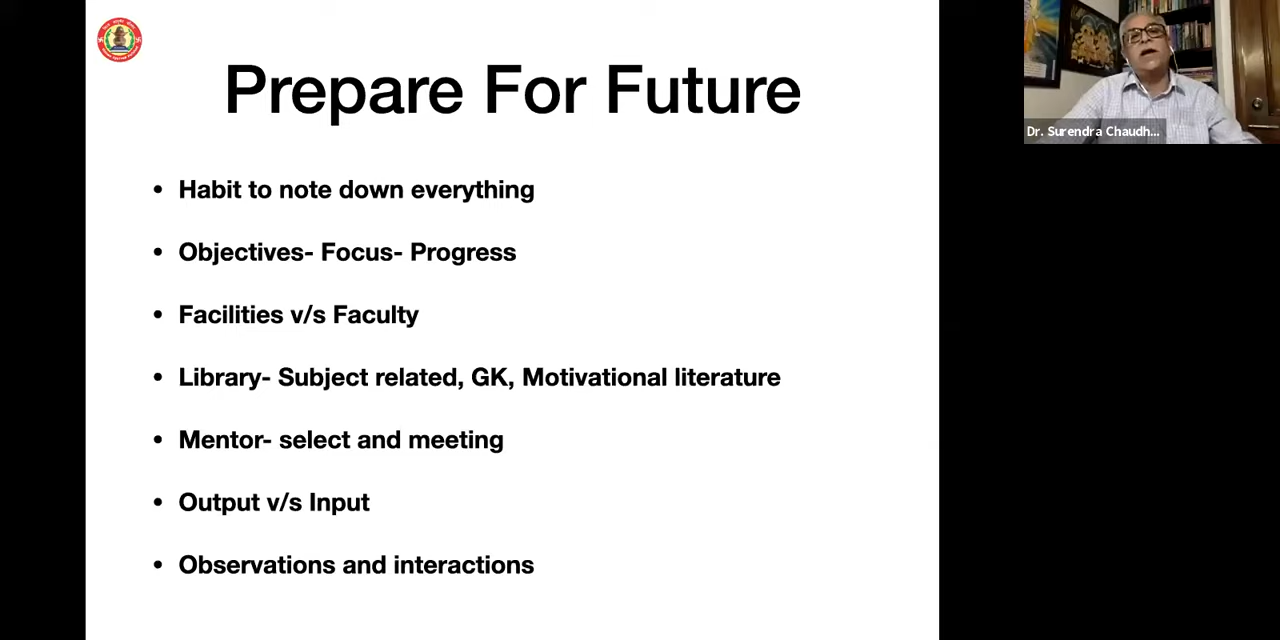 Prepare For Future
Dr. Surendra Chaudh...
• Habit to note down everything
• Objectives- Focus- Progress
• Facilities v/s Faculty
• Library- Subject related, GK, Motivational literature
• Mentor- select and meeting
• Output v/s Input
• Observations and interactions